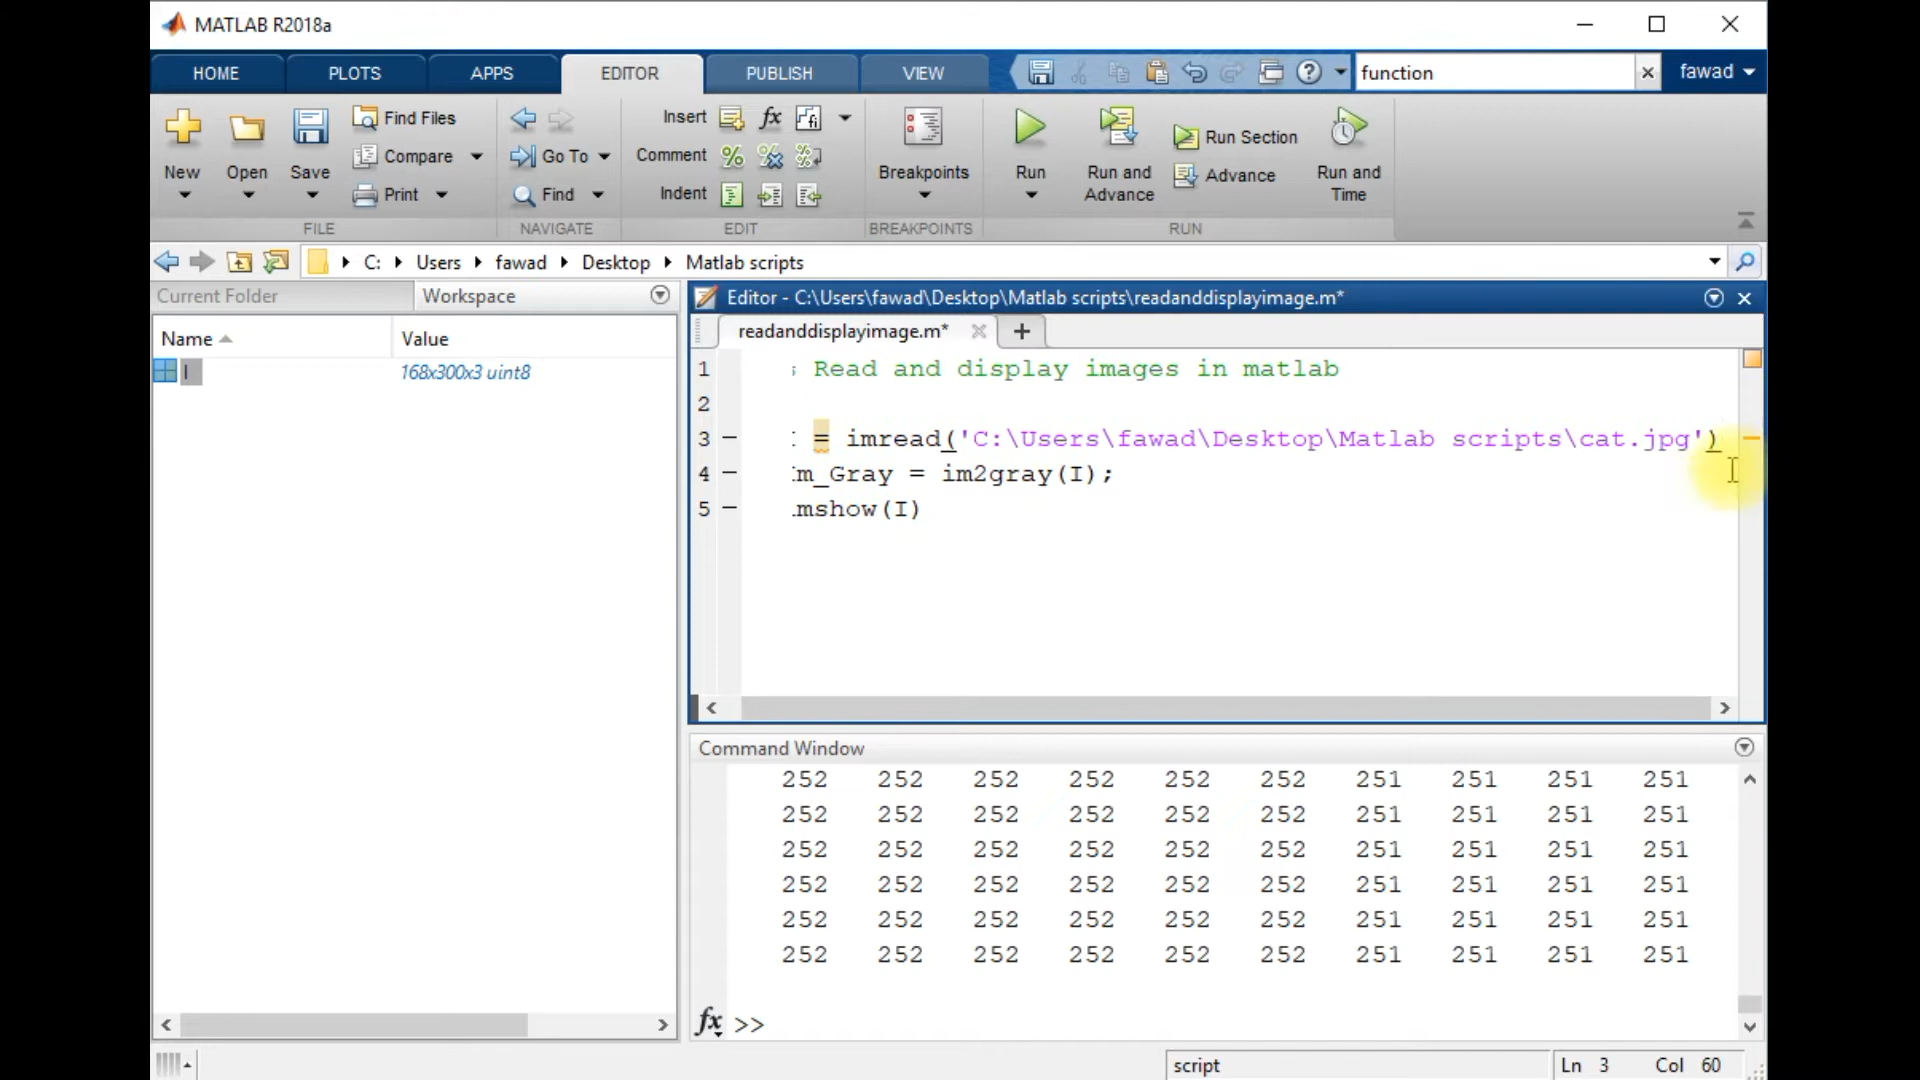 MATLAB R2018a
HOME PLOTS APPS EDITOR PUBLISH VIEW function fawad
New Open Save Find Files Compare Print Go To Find Insert fx Comment Indent Breakpoints Run Run and Advance Run Section Advance Run and Time
FILE NAVIGATE EDIT BREAKPOINTS RUN
C: Users fawad Desktop Matlab scripts
Current Folder Workspace
Name Value
I 168x300x3 uint8
Editor - C:\Users\fawad\Desktop\Matlab scripts\readanddisplayimage.m*
readanddisplayimage.m*
1 Read and display images in matlab
2
3 = imread('C:\Users\fawad\Desktop\Matlab scripts\cat.jpg')
4 m_Gray = im2gray(I);
5 mshow(I)
Command Window
252 252 252 252 252 252 251 251 251 251
252 252 252 252 252 252 251 251 251 251
252 252 252 252 252 252 251 251 251 251
252 252 252 252 252 252 251 251 251 251
252 252 252 252 252 252 251 251 251 251
252 252 252 252 252 252 251 251 251 251
fx >>
script Ln 3 Col 60